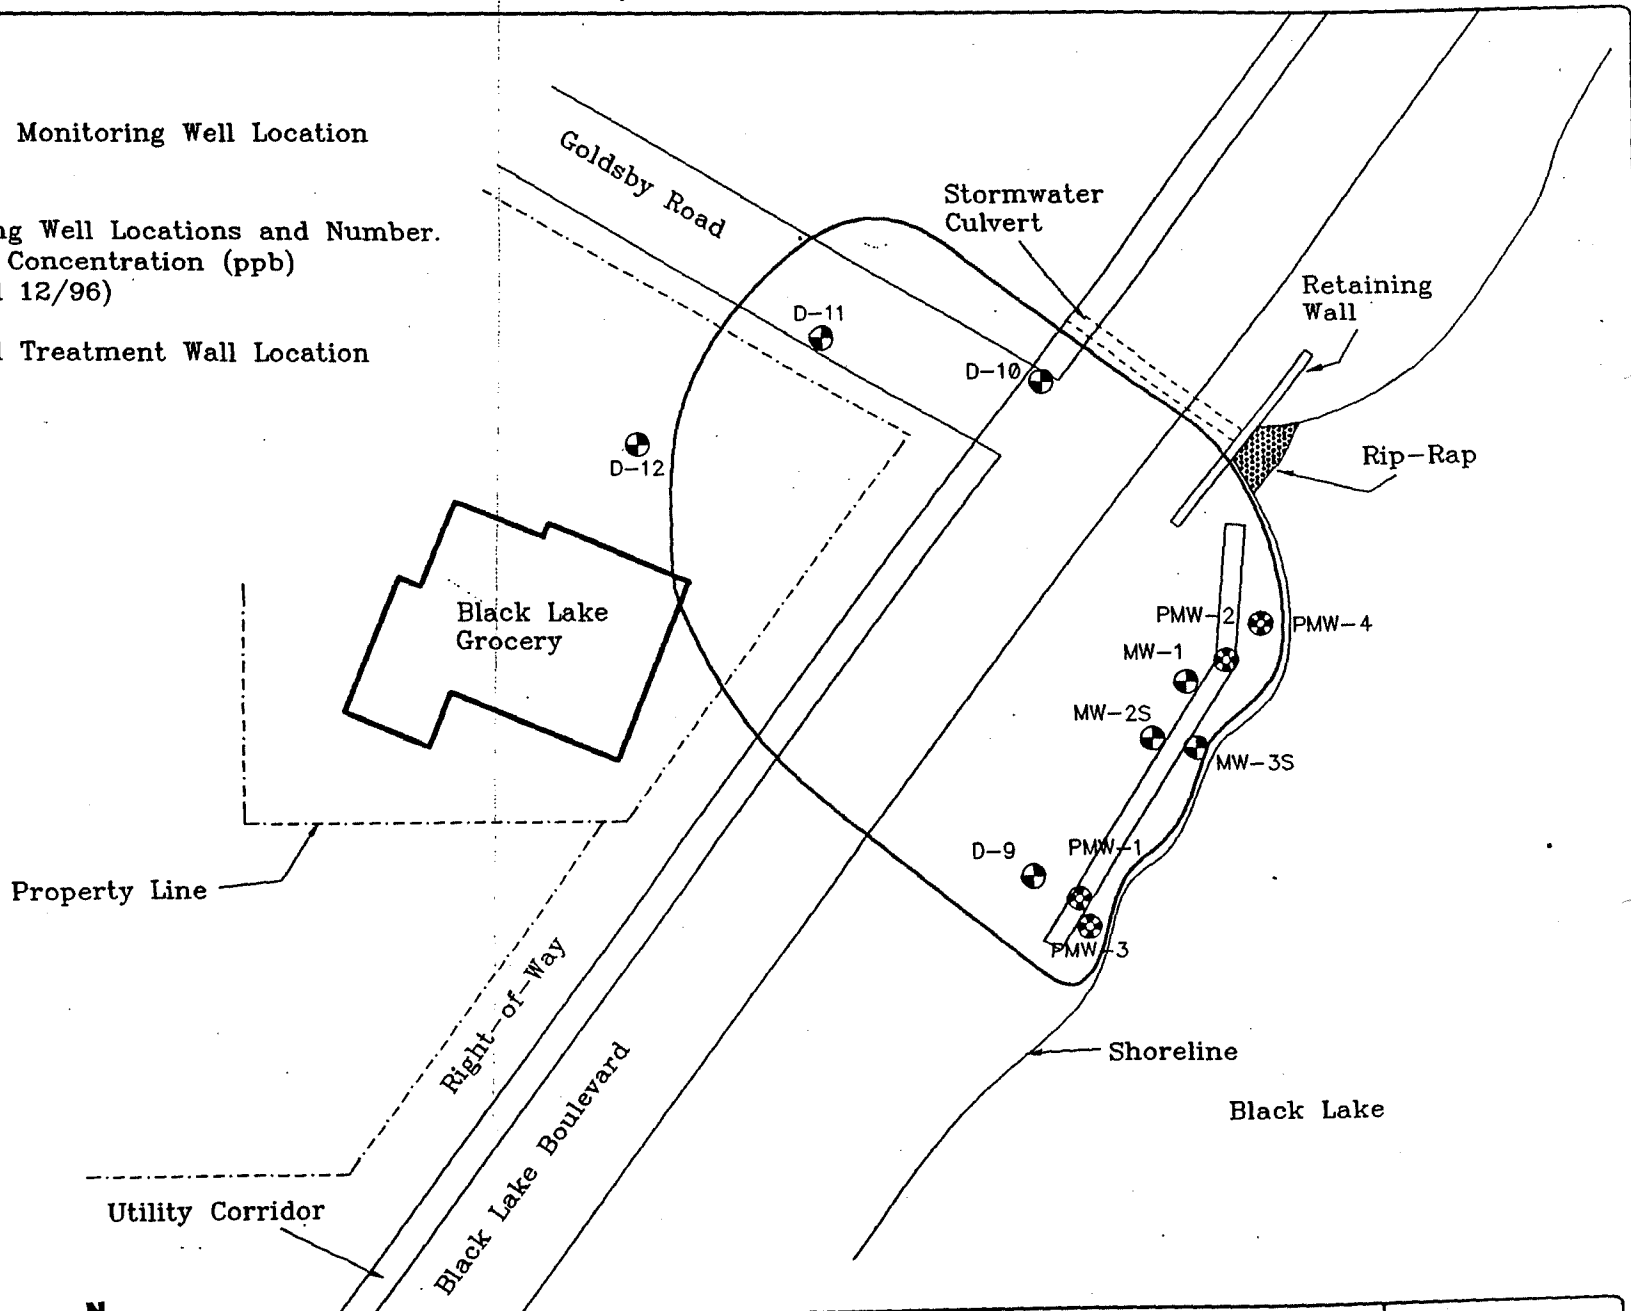 Monitoring Well Location
ng Well Locations and Number.
Concentration (ppb)
12/96)
Treatment Wall Location
Goldsby Road
Stormwater
Culvert
Retaining
Wall
D-11
D-10
D-12
Rip-Rap
Black Lake
Grocery
PMW-2
PMW-4
MW-1
MW-2S
MW-3S
D-9
PMW-1
PMW-3
Property Line
Right-of-Way
Shoreline
Black Lake
Black Lake Boulevard
Utility Corridor
N